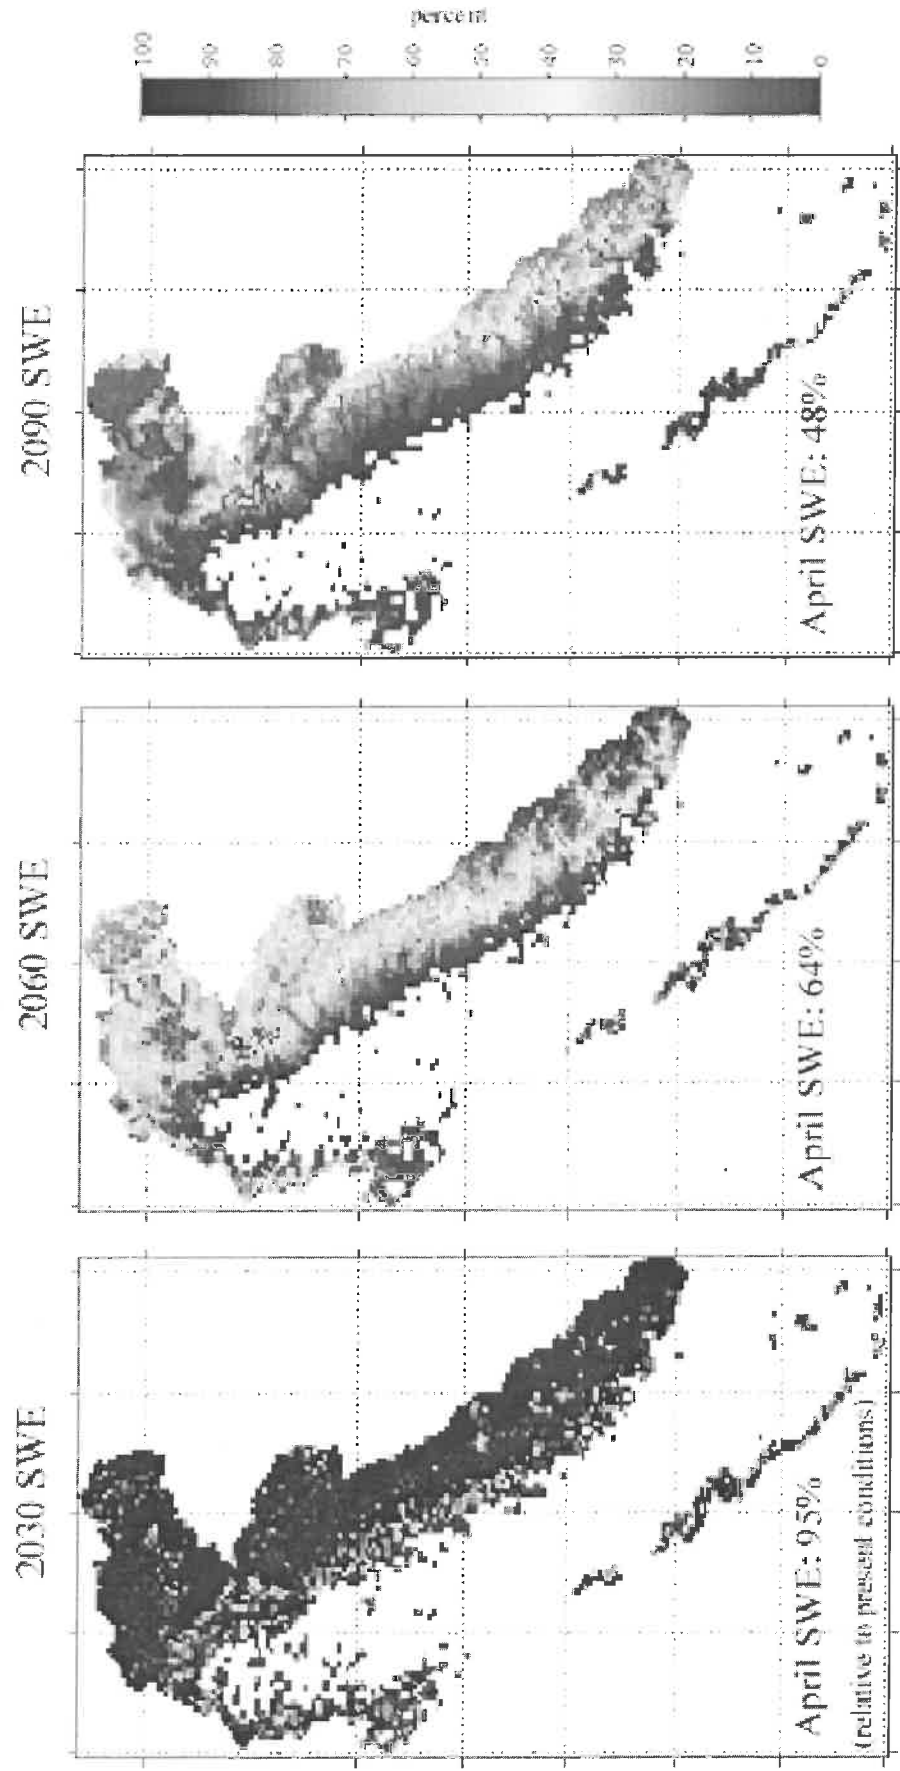 2030 SWE
April SWE: 95%
(relative to present conditions)
2060 SWE
April SWE: 64%
2090 SWE
April SWE: 48%
100
90
80
70
60
50
40
30
20
10
0
percent